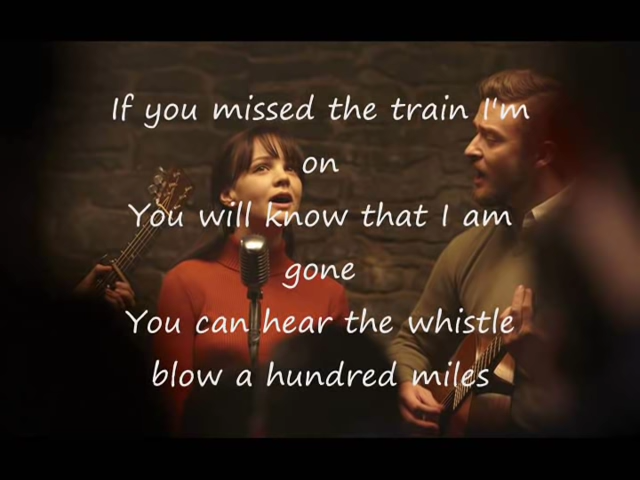 If you missed the train I'm
on
You will know that I am
gone
You can hear the whistle
blow a hundred miles